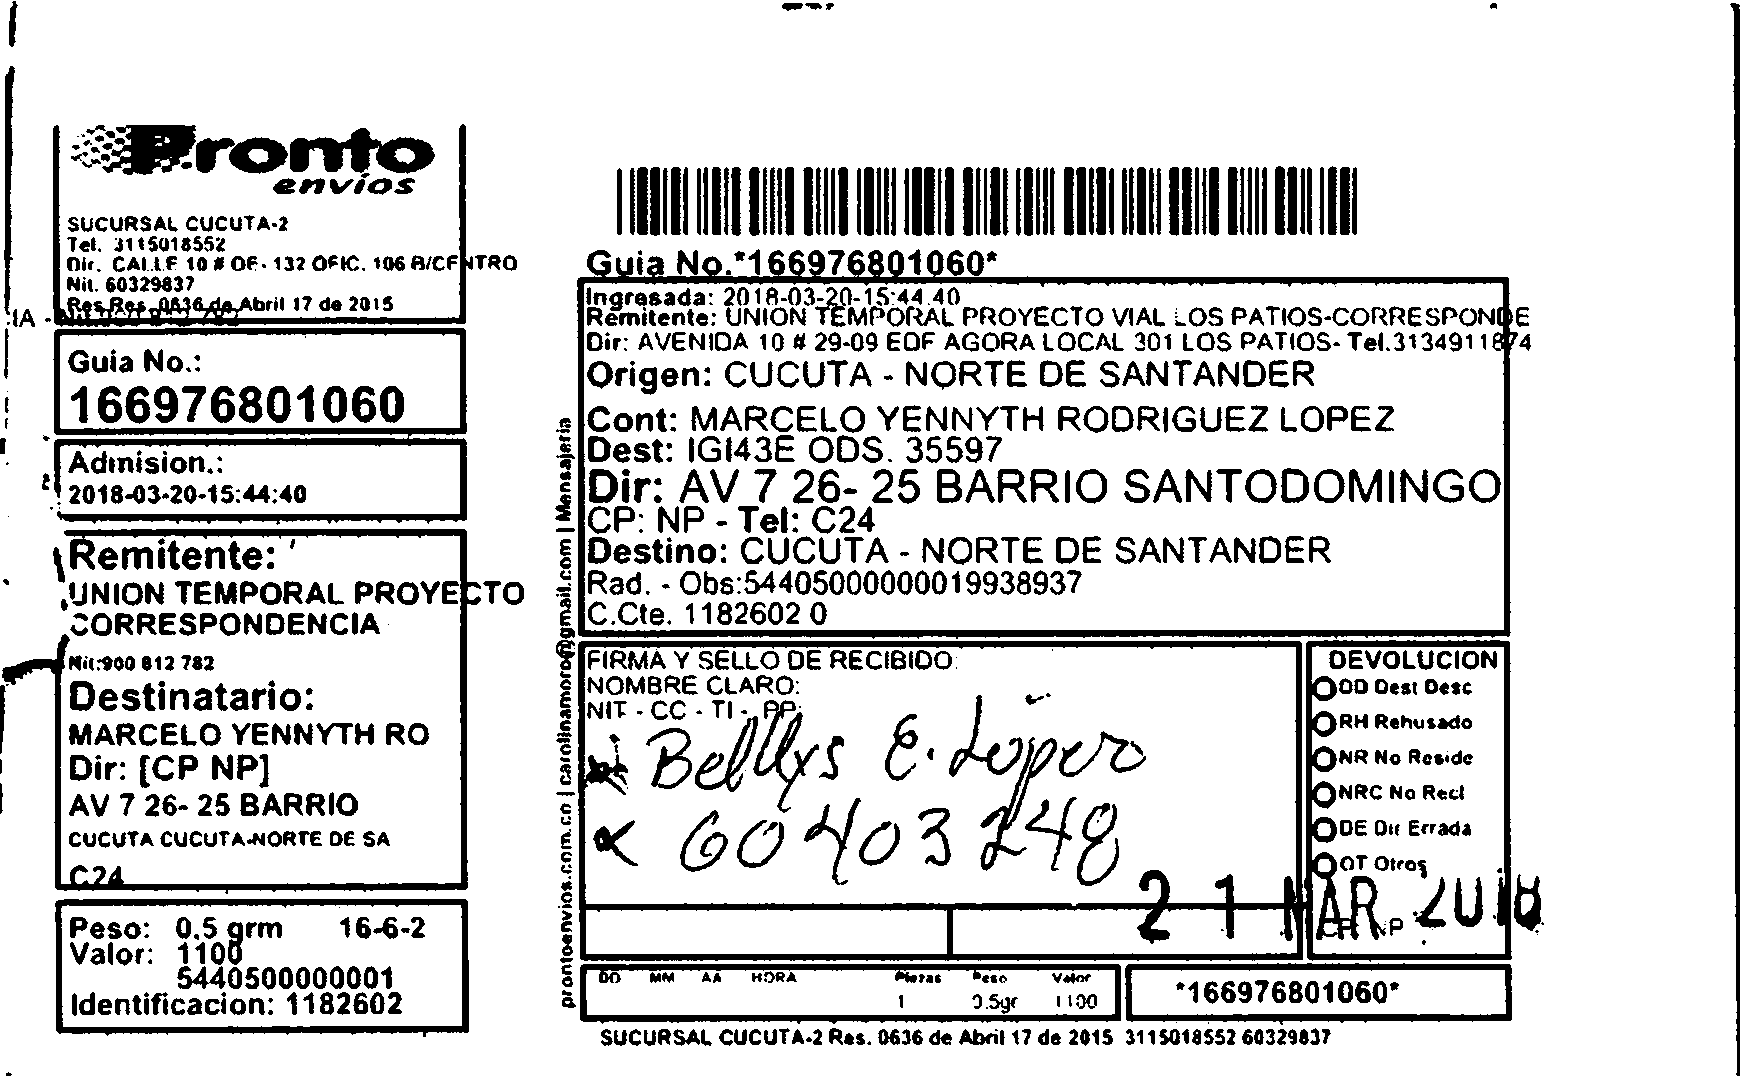 Pronto
envíos
SUCURSAL CUCUTA-2
Tel. 3115018552
Dir. CALLE 10 # OE - 132 OFIC. 106 B/CENTRO
Nit. 60329837
Res Res. 0636 de Abril 17 de 2015
Guia No.:
166976801060
Admision.:
2018-03-20-15:44:40
Remitente:
UNION TEMPORAL PROYECTO
CORRESPONDENCIA
Nit:900 812 782
Destinatario:
MARCELO YENNYTH RO
Dir: [CP NP]
AV 7 26- 25 BARRIO
CUCUTA CUCUTA-NORTE DE SA
C24
Peso: 0.5 grm 16-6-2
Valor: 1100
5440500000001
Identificacion: 1182602
prontoenvios.com.co | carolinamoro@gmail.com | Mensajeria
Guia No.*166976801060*
Ingresada: 2018-03-20-15:44:40
Remitente: UNION TEMPORAL PROYECTO VIAL LOS PATIOS-CORRESPONDE
Dir: AVENIDA 10 # 29-09 EDF AGORA LOCAL 301 LOS PATIOS- Tel.3134911874
Origen: CUCUTA - NORTE DE SANTANDER
Cont: MARCELO YENNYTH RODRIGUEZ LOPEZ
Dest: IGI43E ODS. 35597
Dir: AV 7 26- 25 BARRIO SANTODOMINGO
CP: NP - Tel: C24
Destino: CUCUTA - NORTE DE SANTANDER
Rad. - Obs:54405000000019938937
C.Cte. 1182602 0
FIRMA Y SELLO DE RECIBIDO:
NOMBRE CLARO:
NIT - CC - TI - PP:
E.
60403248
DEVOLUCION
DD Dest Desc
RH Rehusado
NR No Reside
NRC No Recl
DE Dir Errada
OT Otros
21 MAR. 2018
DD MM AA HORA Piezas Peso Valor
1 0.5gr 1100
*166976801060*
SUCURSAL CUCUTA-2 Res. 0636 de Abril 17 de 2015 3115018552 60329837